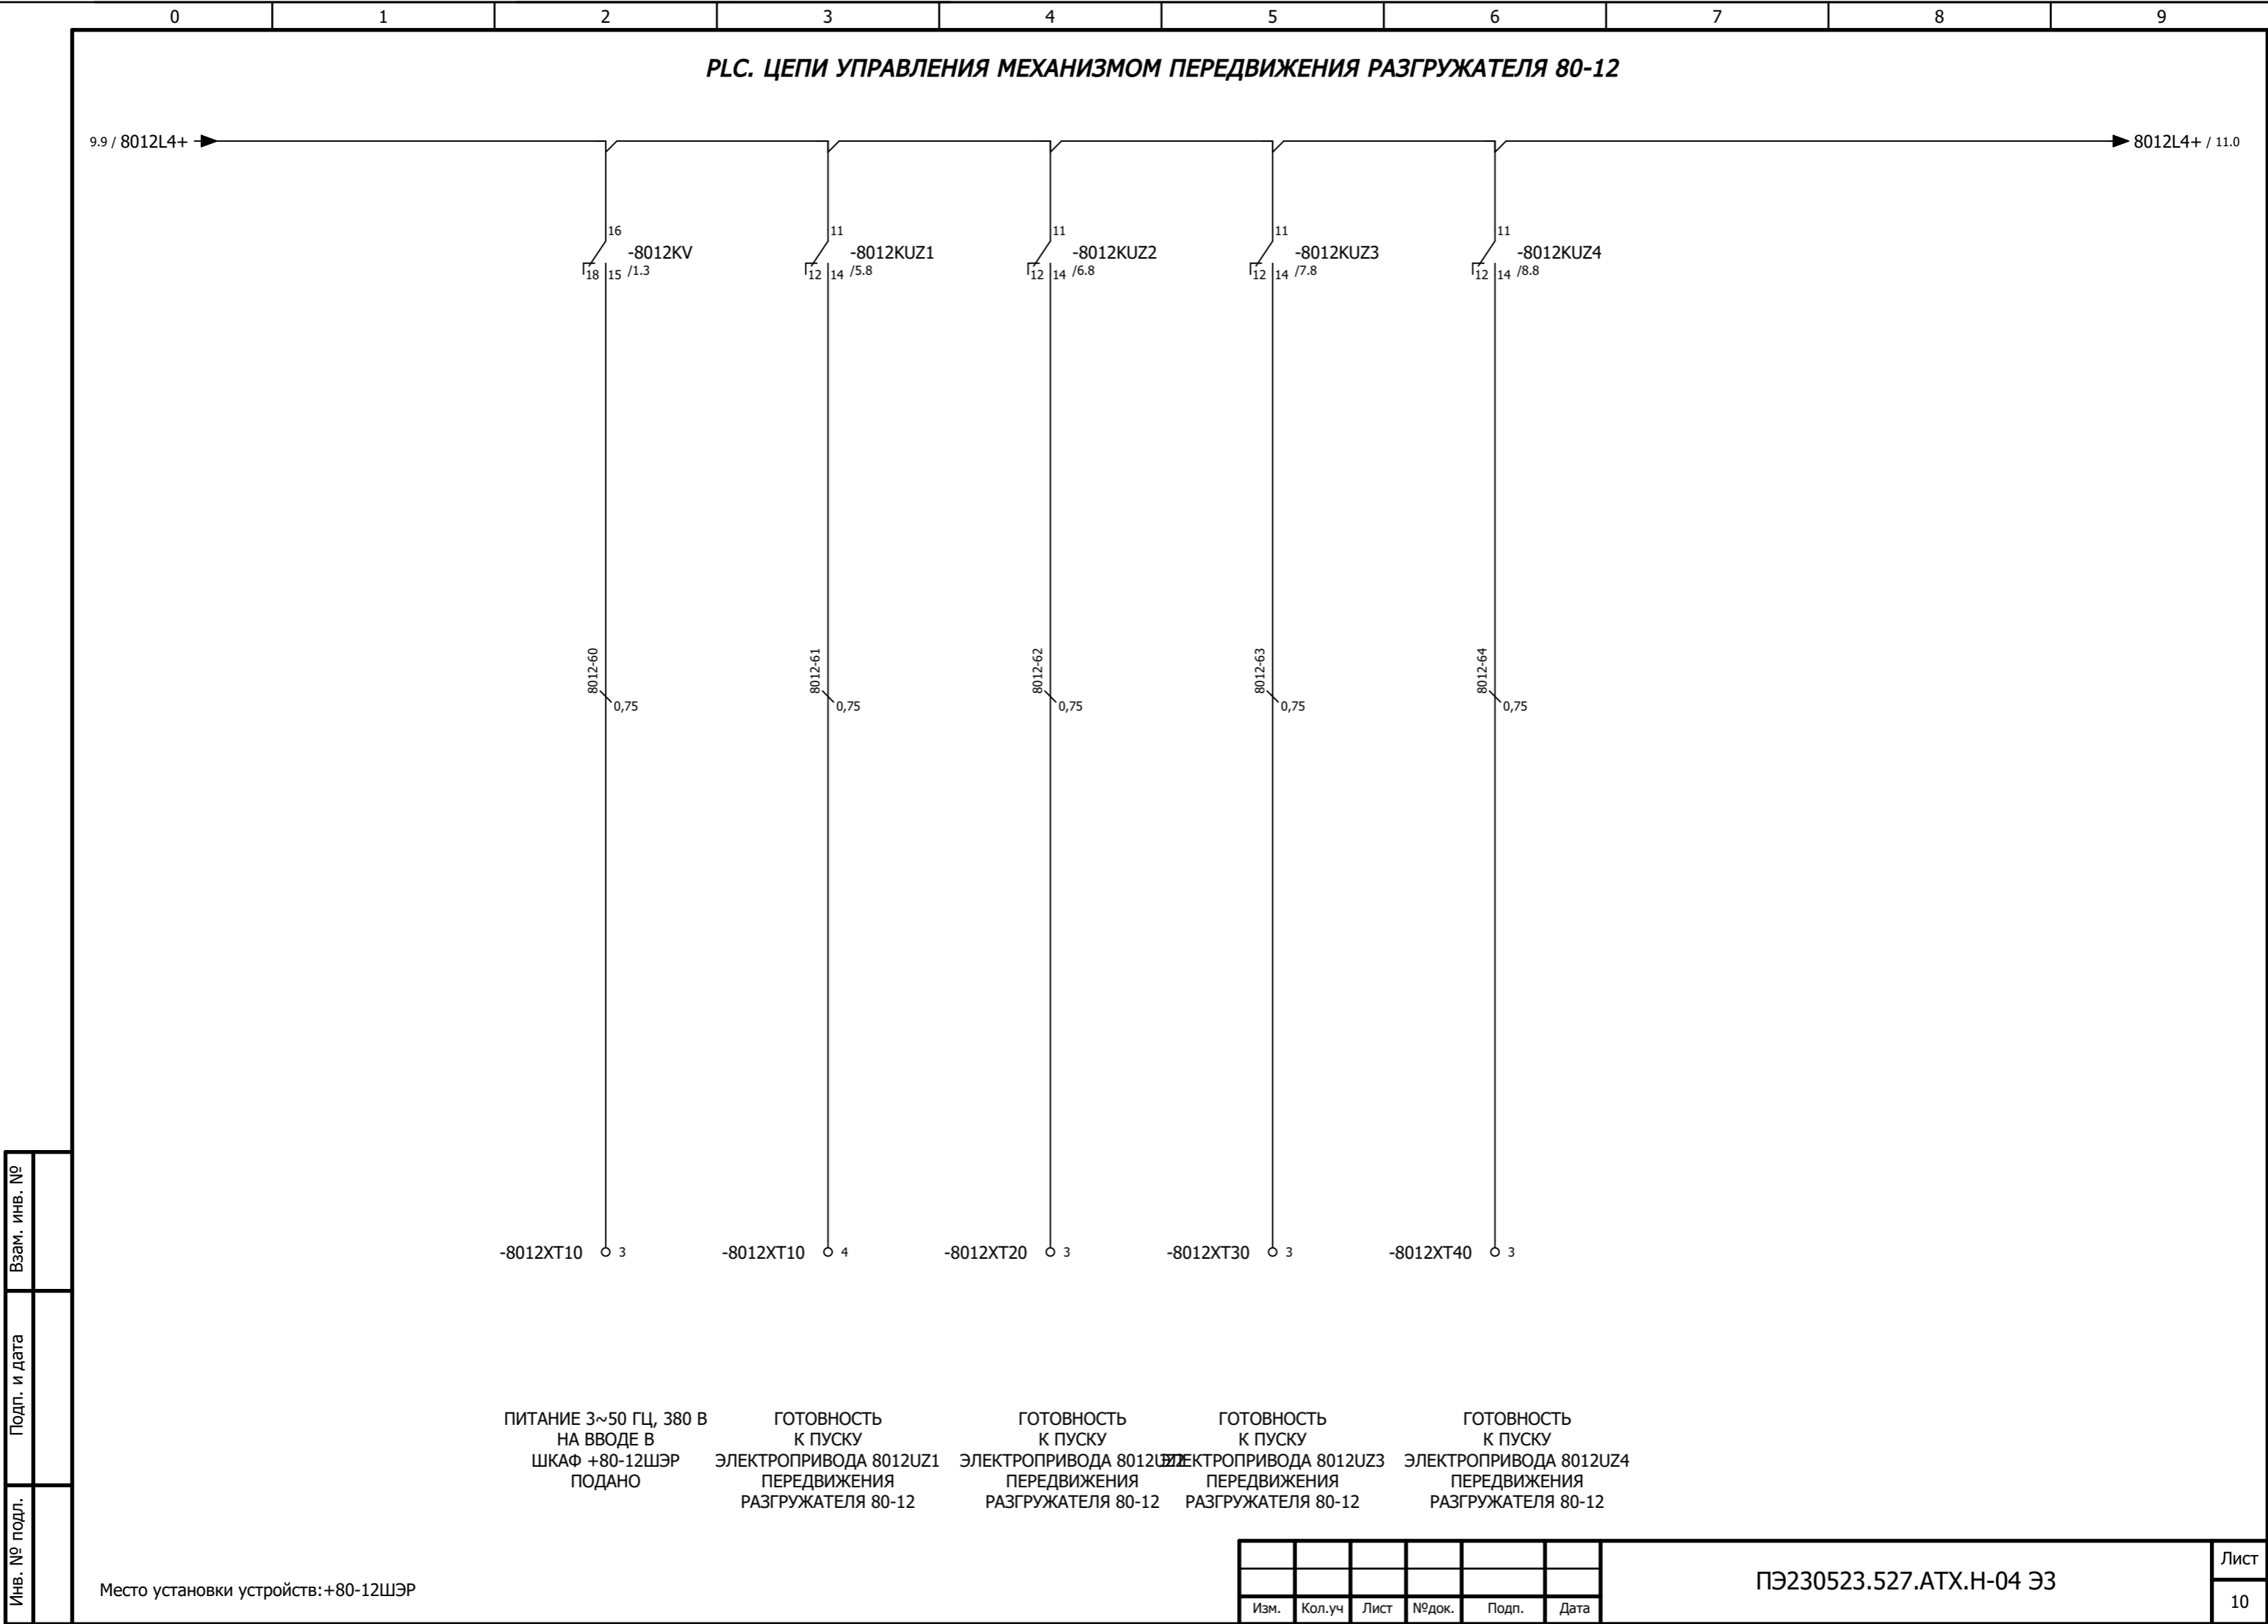 0 1 2 3 4 5 6 7 8 9
PLC. ЦЕПИ УПРАВЛЕНИЯ МЕХАНИЗМОМ ПЕРЕДВИЖЕНИЯ РАЗГРУЖАТЕЛЯ 80-12
9.9 / 8012L4+
8012L4+ / 11.0
16
-8012KV
18 15 /1.3
11
-8012KUZ1
12 14 /5.8
11
-8012KUZ2
12 14 /6.8
11
-8012KUZ3
12 14 /7.8
11
-8012KUZ4
12 14 /8.8
8012-60
0,75
8012-61
0,75
8012-62
0,75
8012-63
0,75
8012-64
0,75
-8012XT10 3
-8012XT10 4
-8012XT20 3
-8012XT30 3
-8012XT40 3
ПИТАНИЕ 3~50 ГЦ, 380 В
НА ВВОДЕ В
ШКАФ +80-12ШЭР
ПОДАНО
ГОТОВНОСТЬ
К ПУСКУ
ЭЛЕКТРОПРИВОДА 8012UZ1
ПЕРЕДВИЖЕНИЯ
РАЗГРУЖАТЕЛЯ 80-12
ГОТОВНОСТЬ
К ПУСКУ
ЭЛЕКТРОПРИВОДА 8012UZ2
ПЕРЕДВИЖЕНИЯ
РАЗГРУЖАТЕЛЯ 80-12
ГОТОВНОСТЬ
К ПУСКУ
ЭЛЕКТРОПРИВОДА 8012UZ3
ПЕРЕДВИЖЕНИЯ
РАЗГРУЖАТЕЛЯ 80-12
ГОТОВНОСТЬ
К ПУСКУ
ЭЛЕКТРОПРИВОДА 8012UZ4
ПЕРЕДВИЖЕНИЯ
РАЗГРУЖАТЕЛЯ 80-12
Взам. инв. №
Подп. и дата
Инв. № подл.
Место установки устройств:+80-12ШЭР
Изм. Кол.уч Лист №док. Подп. Дата
ПЭ230523.527.АТХ.Н-04 Э3
Лист
10